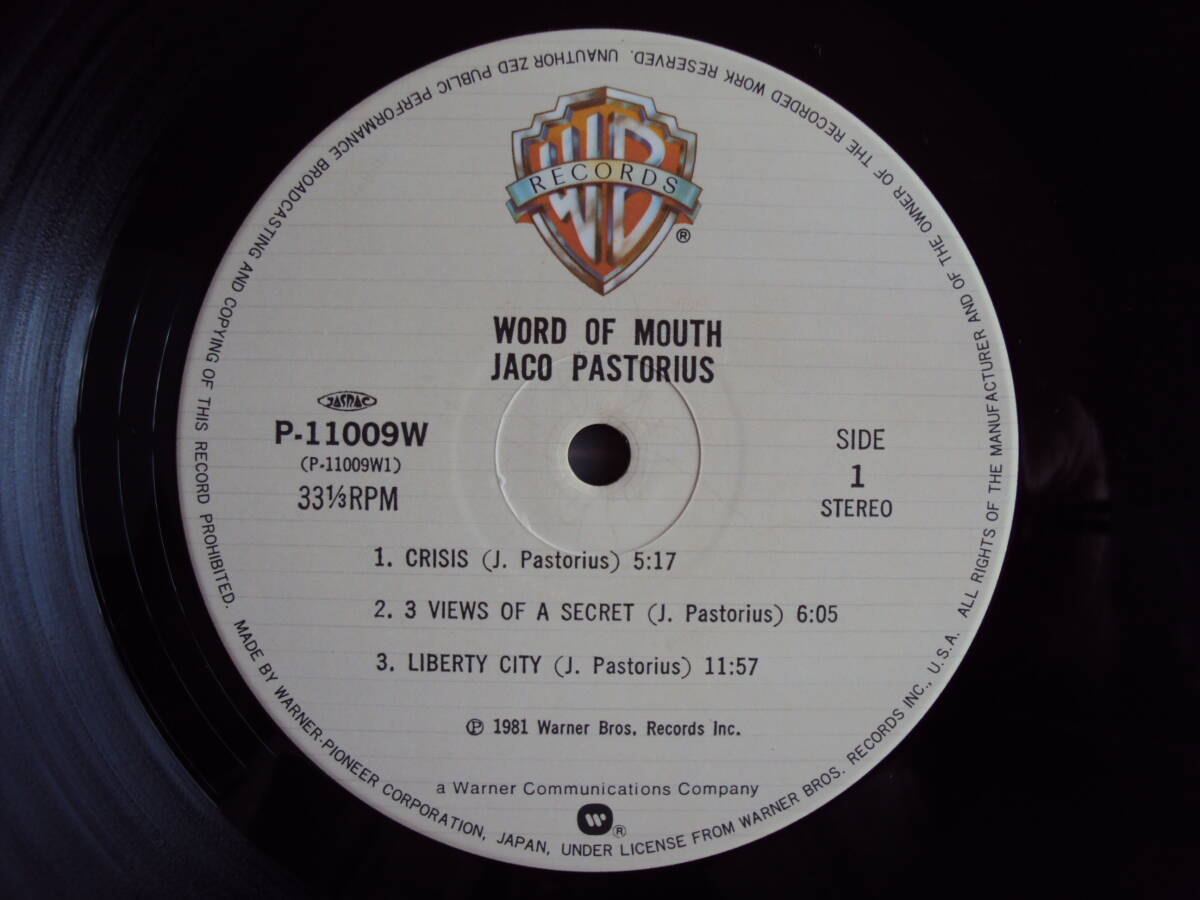 WB
RECORDS
®
WORD OF MOUTH
JACO PASTORIUS
JASRAC
P-11009W
(P-11009W1)
33⅓RPM
SIDE
1
STEREO
1. CRISIS (J. Pastorius) 5:17
2. 3 VIEWS OF A SECRET (J. Pastorius) 6:05
3. LIBERTY CITY (J. Pastorius) 11:57
℗ 1981 Warner Bros. Records Inc.
a Warner Communications Company
®
MADE BY WARNER-PIONEER CORPORATION, JAPAN, UNDER LICENSE FROM WARNER BROS. RECORDS INC., U.S.A. ALL RIGHTS OF THE MANUFACTURER AND OF THE OWNER OF THE RECORDED WORK RESERVED. UNAUTHOR ZED PUBLIC PERFORMANCE BROADCASTING AND COPYING OF THIS RECORD PROHIBITED.